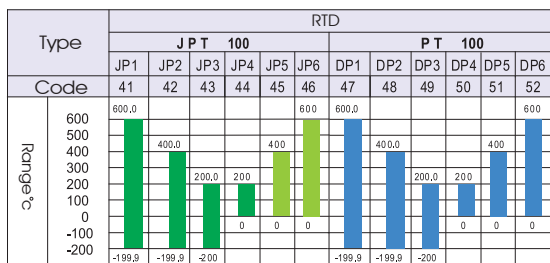 Type
RTD
JPT 100
PT 100
JP1 JP2 JP3 JP4 JP5 JP6 DP1 DP2 DP3 DP4 DP5 DP6
Code 41 42 43 44 45 46 47 48 49 50 51 52
Range°c
600
500
400
300
200
100
0
-100
-200
600.0 400.0 200.0 200 400 600 600.0 400.0 200.0 200 400 600
-199.9 -199.9 -200 0 0 0 -199.9 -199.9 -200 0 0 0